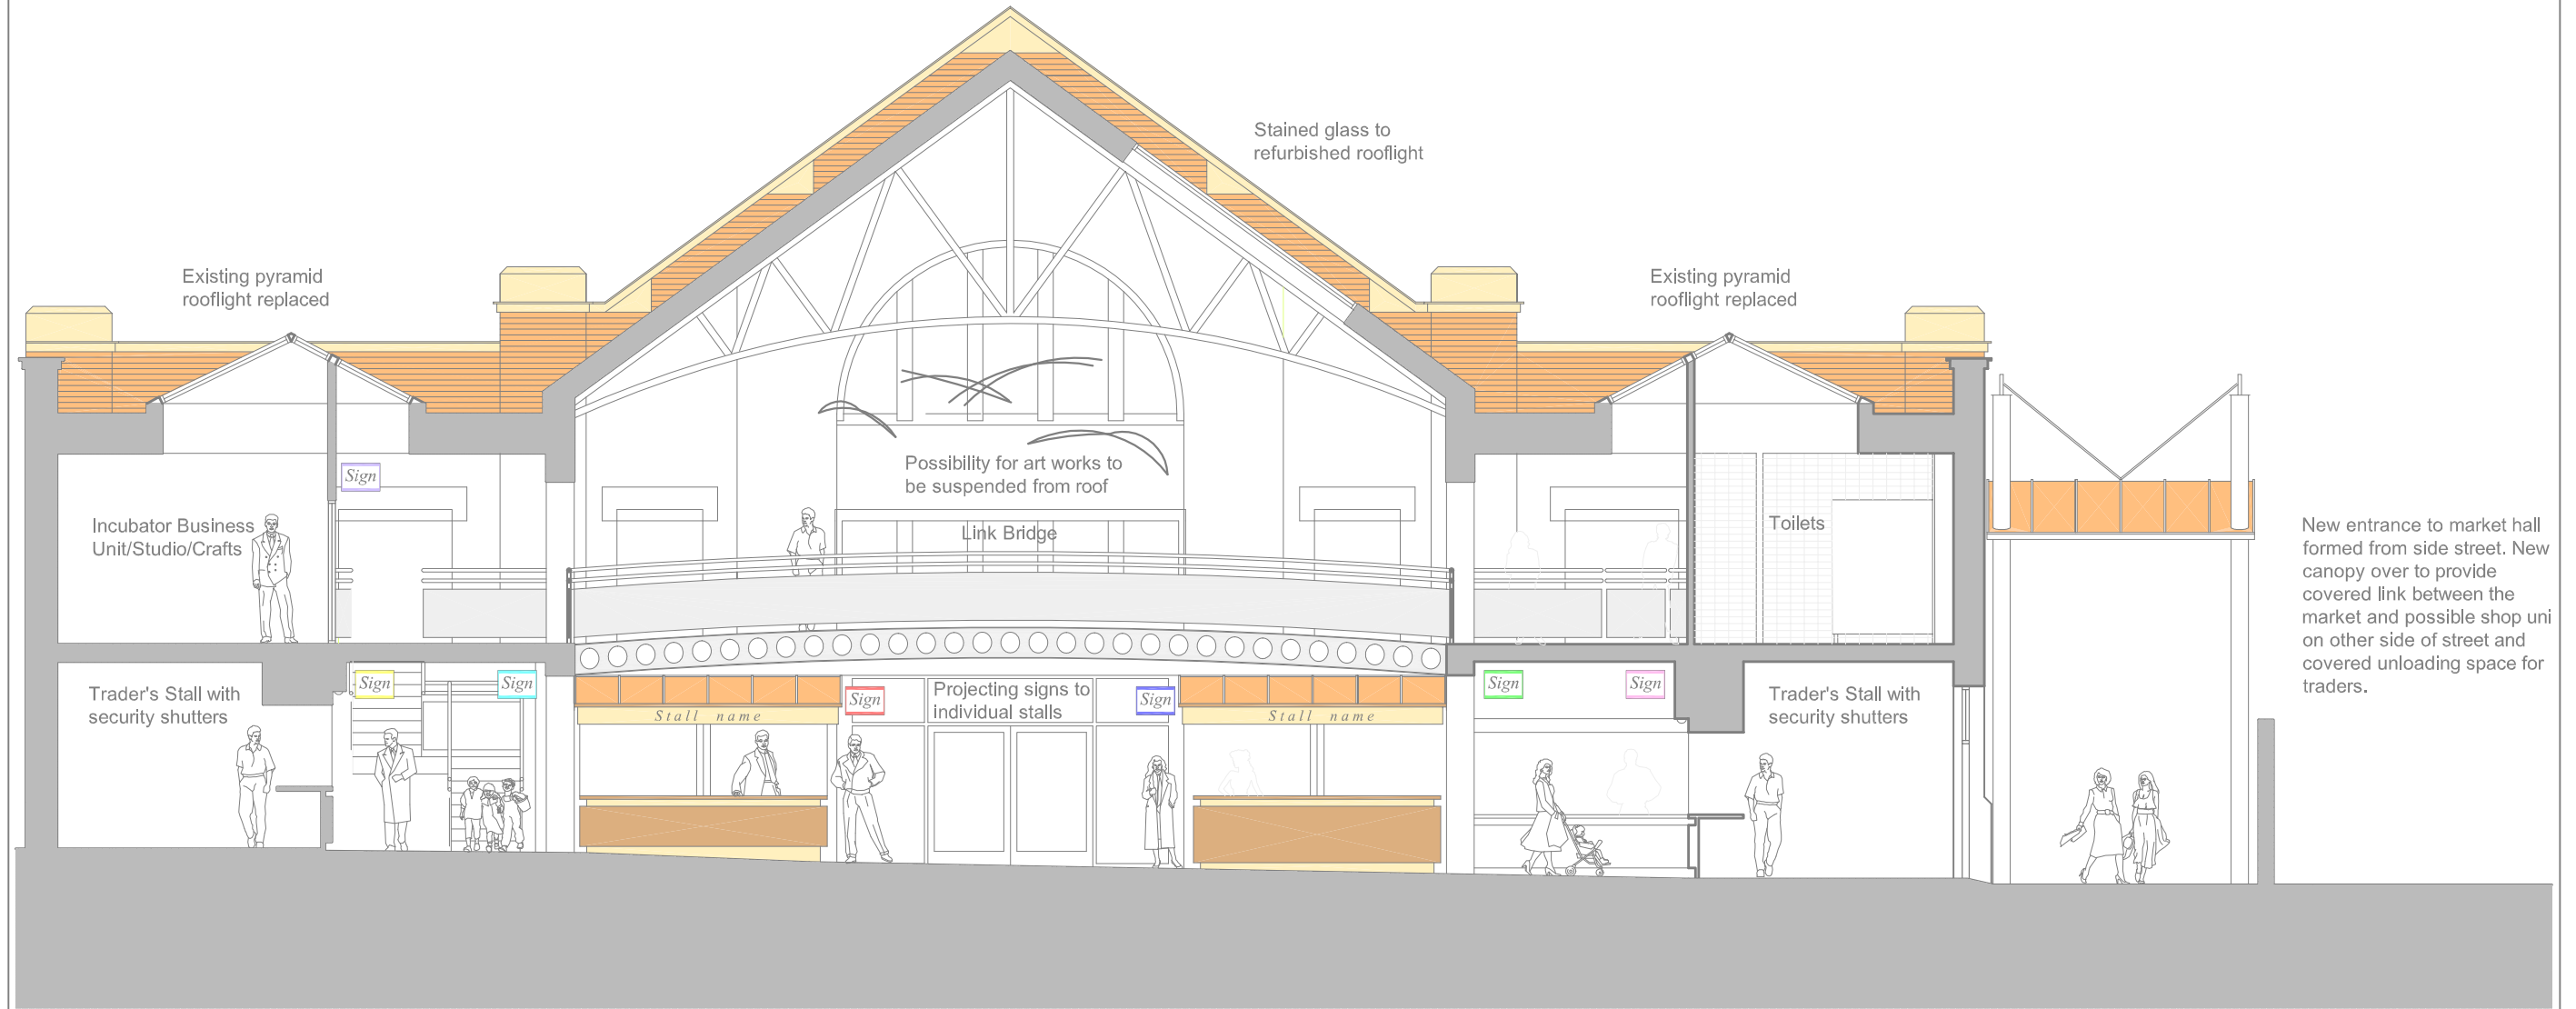 Stained glass to
refurbished rooflight
Existing pyramid
rooflight replaced
Existing pyramid
rooflight replaced
Possibility for art works to
be suspended from roof
Sign
Incubator Business
Unit/Studio/Crafts
Link Bridge
Toilets
New entrance to market hall
formed from side street. New
canopy over to provide
covered link between the
market and possible shop uni
on other side of street and
covered unloading space for
traders.
Trader's Stall with
security shutters
Sign
Sign
Stall name
Sign
Projecting signs to
individual stalls
Sign
Stall name
Sign
Sign
Trader's Stall with
security shutters